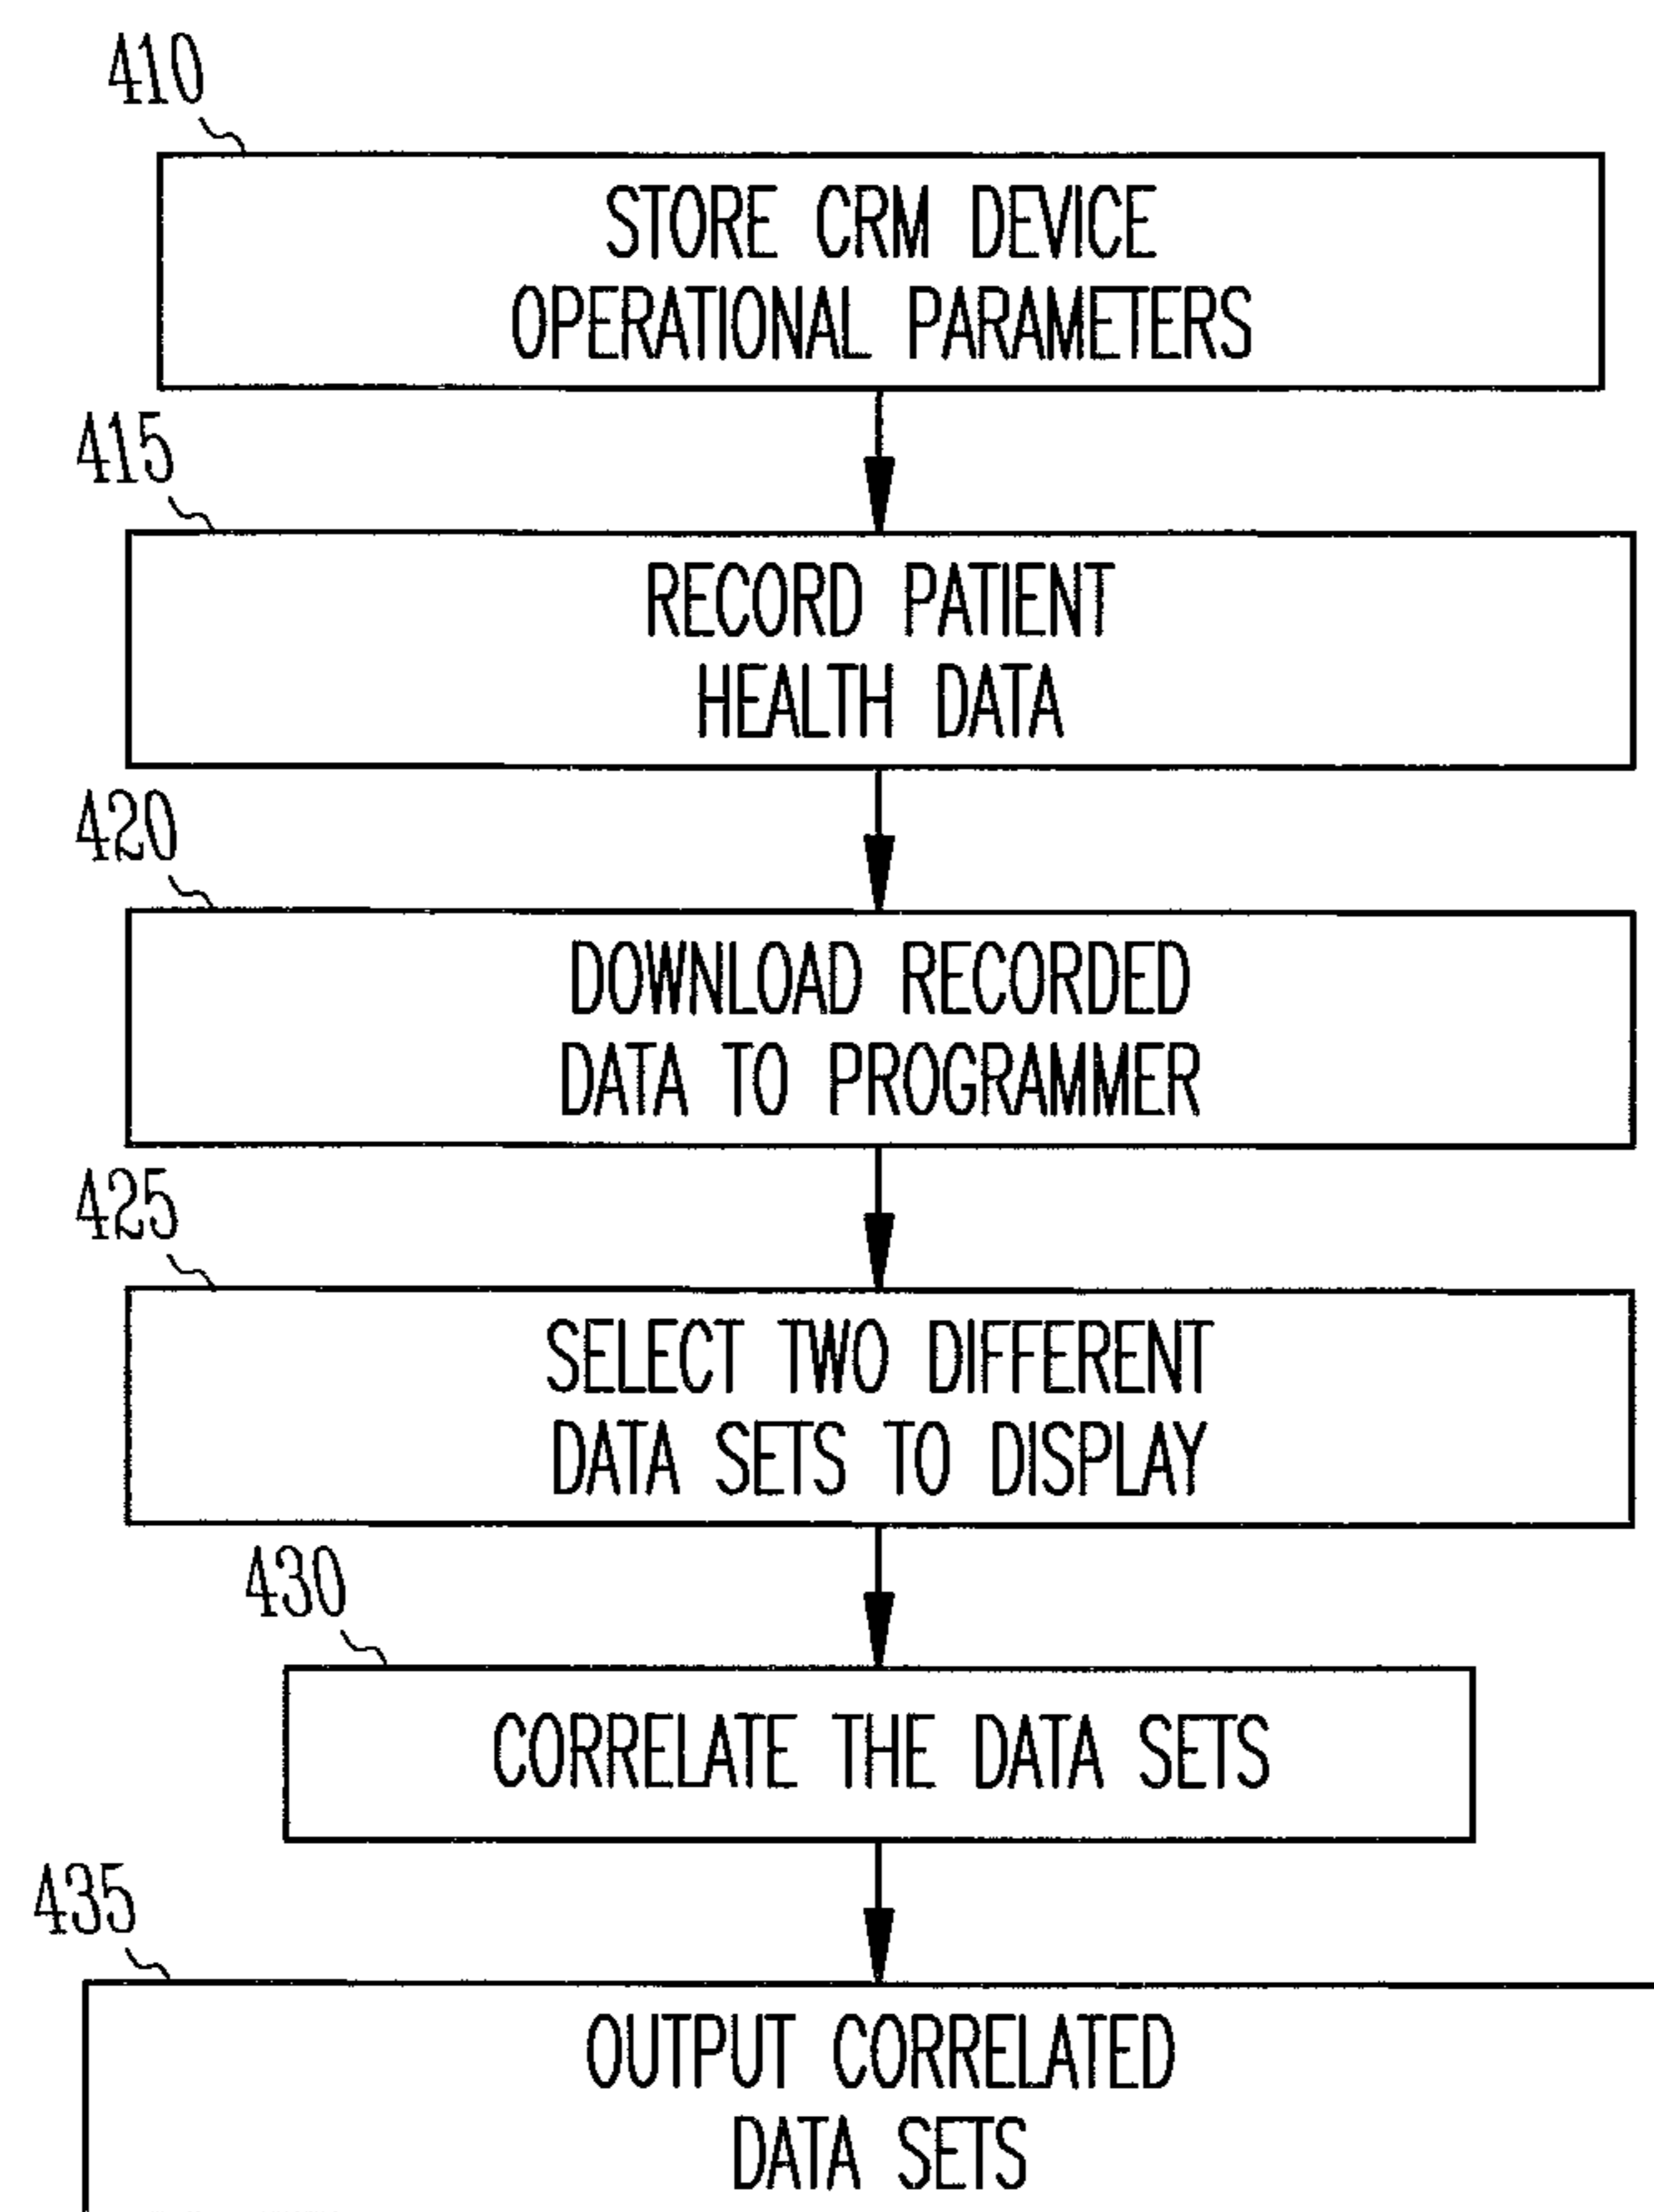 410
STORE CRM DEVICE
OPERATIONAL PARAMETERS
415
RECORD PATIENT
HEALTH DATA
420
DOWNLOAD RECORDED
DATA TO PROGRAMMER
425
SELECT TWO DIFFERENT
DATA SETS TO DISPLAY
430
CORRELATE THE DATA SETS
435
OUTPUT CORRELATED
DATA SETS